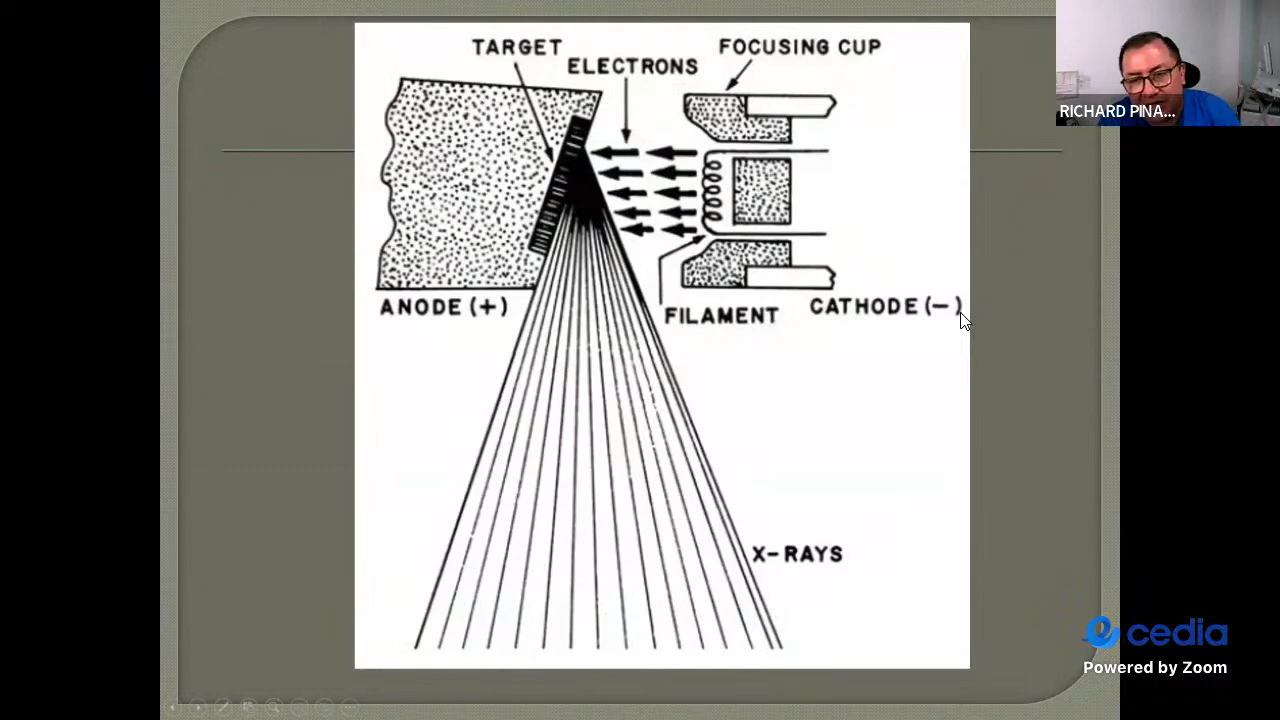 TARGET
ELECTRONS
FOCUSING CUP
RICHARD PINA...
ANODE (+)
FILAMENT
CATHODE (−)
X-RAYS
cedia
Powered by Zoom